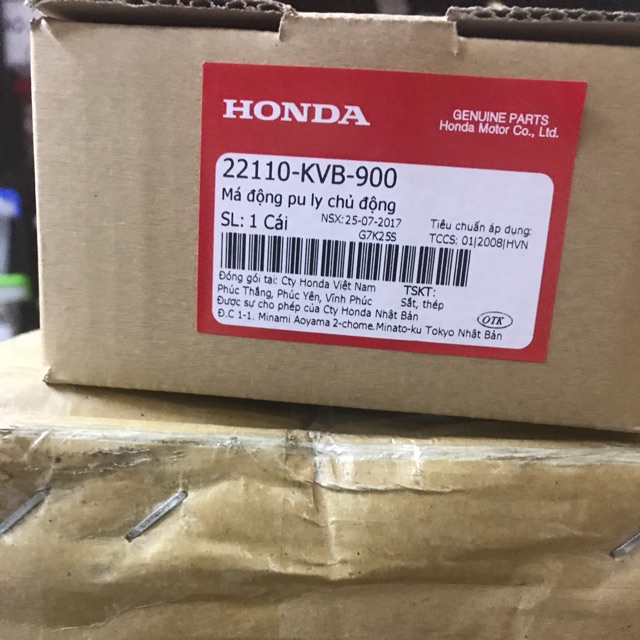 HONDA
GENUINE PARTS
Honda Motor Co., Ltd.
22110-KVB-900
Má động pu ly chủ động
SL: 1 Cái
NSX: 25-07-2017
Tiêu chuẩn áp dụng:
G7K25S
TCCS: 01|2008|HVN
Đóng gói tại: Cty Honda Việt Nam
TSKT:
Phúc Thắng, Phúc Yên, Vĩnh Phúc
Sắt, thép
Được sự cho phép của Cty Honda Nhật Bản
Đ.C 1-1. Minami Aoyama 2-chome.Minato-ku Tokyo Nhật Bản
OTK